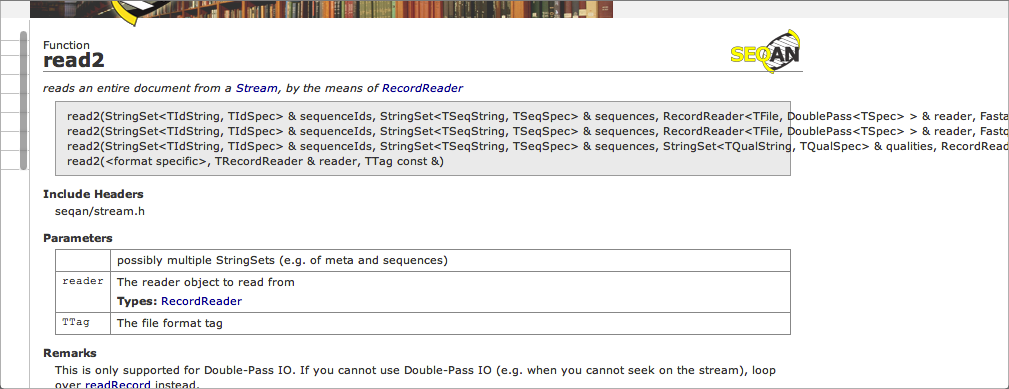 Function
read2
SEQAN
reads an entire document from a Stream, by the means of RecordReader
read2(StringSet<TIdString, TIdSpec> & sequenceIds, StringSet<TSeqString, TSeqSpec> & sequences, RecordReader<TFile, DoublePass<TSpec> > & reader, Fasta
read2(StringSet<TIdString, TIdSpec> & sequenceIds, StringSet<TSeqString, TSeqSpec> & sequences, RecordReader<TFile, DoublePass<TSpec> > & reader, Fastq
read2(StringSet<TIdString, TIdSpec> & sequenceIds, StringSet<TSeqString, TSeqSpec> & sequences, StringSet<TQualString, TQualSpec> & qualities, RecordRead
read2(<format specific>, TRecordReader & reader, TTag const &)
Include Headers
seqan/stream.h
Parameters
possibly multiple StringSets (e.g. of meta and sequences)
reader The reader object to read from
Types: RecordReader
TTag The file format tag
Remarks
This is only supported for Double-Pass IO. If you cannot use Double-Pass IO (e.g. when you cannot seek on the stream), loop
over readRecord instead.